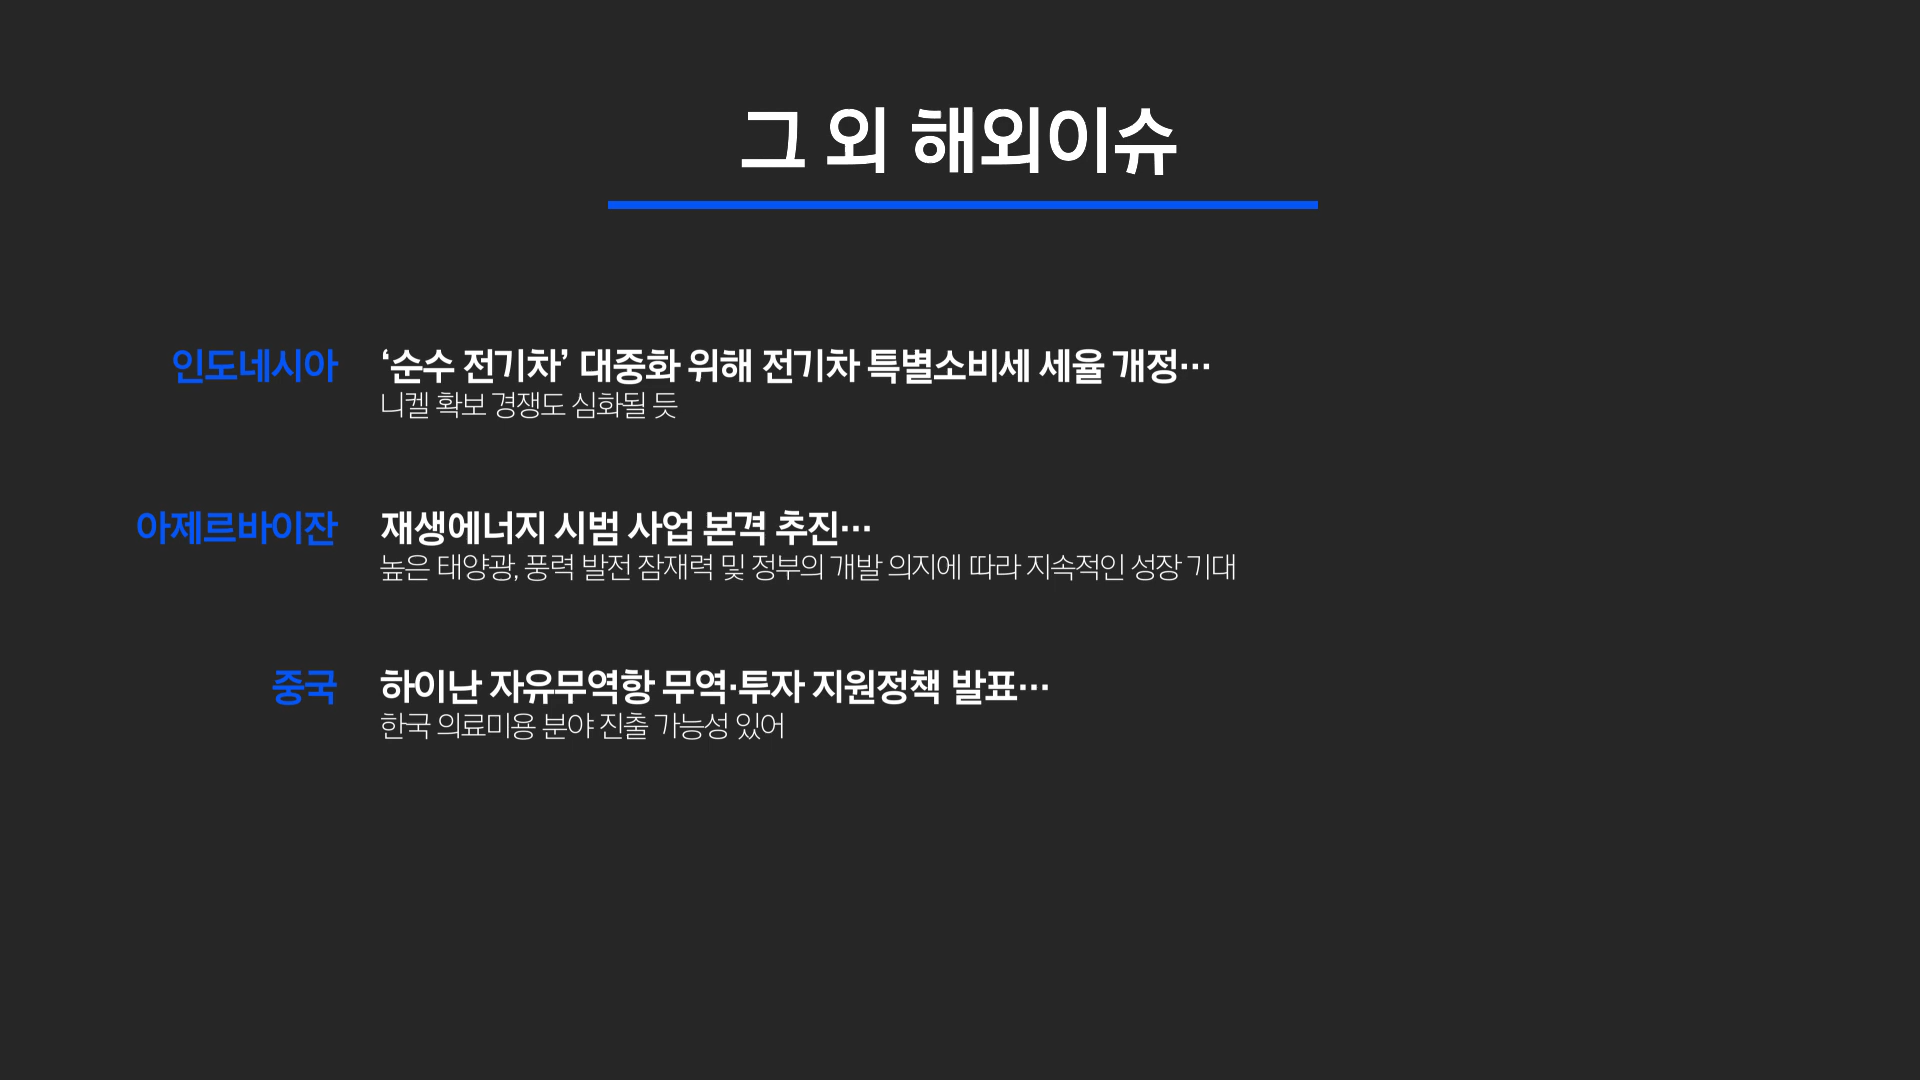 그 외 해외이슈
인도네시아 ‘순수 전기차’ 대중화 위해 전기차 특별소비세 세율 개정…
니켈 확보 경쟁도 심화될 듯
아제르바이잔 재생에너지 시범 사업 본격 추진…
높은 태양광, 풍력 발전 잠재력 및 정부의 개발 의지에 따라 지속적인 성장 기대
중국 하이난 자유무역항 무역·투자 지원정책 발표…
한국 의료미용 분야 진출 가능성 있어